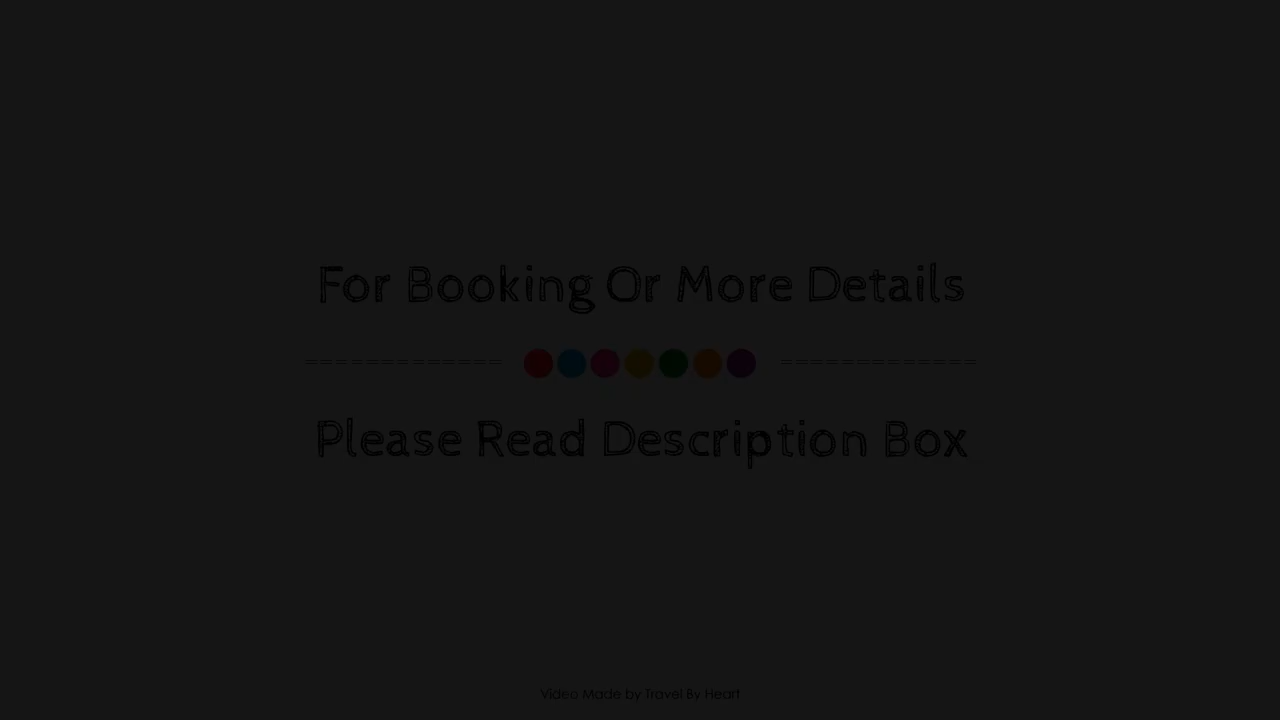 For Booking Or More Details
============= =============
Please Read Description Box
Video Made by Travel By Heart